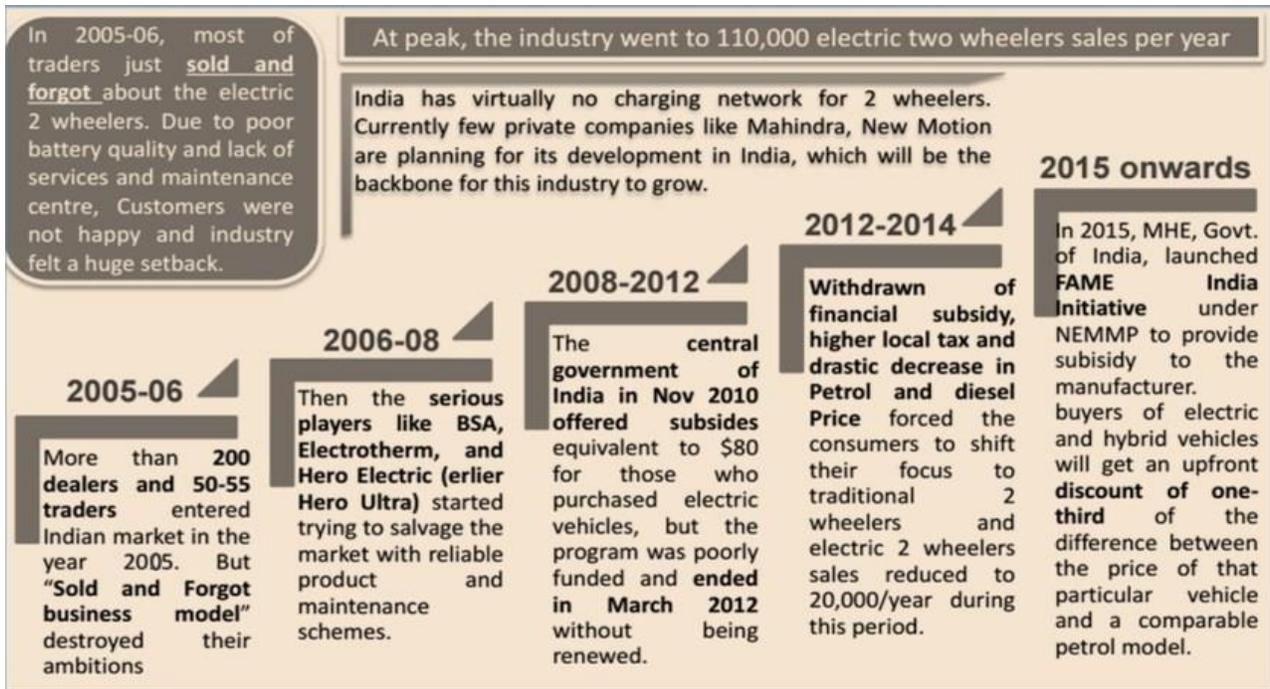 In 2005-06, most of
traders just sold and
forgot about the electric
2 wheelers. Due to poor
battery quality and lack of
services and maintenance
centre, Customers were
not happy and industry
felt a huge setback.
At peak, the industry went to 110,000 electric two wheelers sales per year
India has virtually no charging network for 2 wheelers.
Currently few private companies like Mahindra, New Motion
are planning for its development in India, which will be the
backbone for this industry to grow.
2005-06
More than 200
dealers and 50-55
traders entered
Indian market in the
year 2005. But
“Sold and Forgot
business model”
destroyed their
ambitions
2006-08
Then the serious
players like BSA,
Electrotherm, and
Hero Electric (erlier
Hero Ultra) started
trying to salvage the
market with reliable
product and
maintenance
schemes.
2008-2012
The central
government of
India in Nov 2010
offered subsides
equivalent to $80
for those who
purchased electric
vehicles, but the
program was poorly
funded and ended
in March 2012
without being
renewed.
2012-2014
Withdrawn of
financial subsidy,
higher local tax and
drastic decrease in
Petrol and diesel
Price forced the
consumers to shift
their focus to
traditional 2
wheelers and
electric 2 wheelers
sales reduced to
20,000/year during
this period.
2015 onwards
In 2015, MHE, Govt.
of India, launched
FAME India
Initiative under
NEMMP to provide
subisidy to the
manufacturer.
buyers of electric
and hybrid vehicles
will get an upfront
discount of one-
third of the
difference between
the price of that
particular vehicle
and a comparable
petrol model.